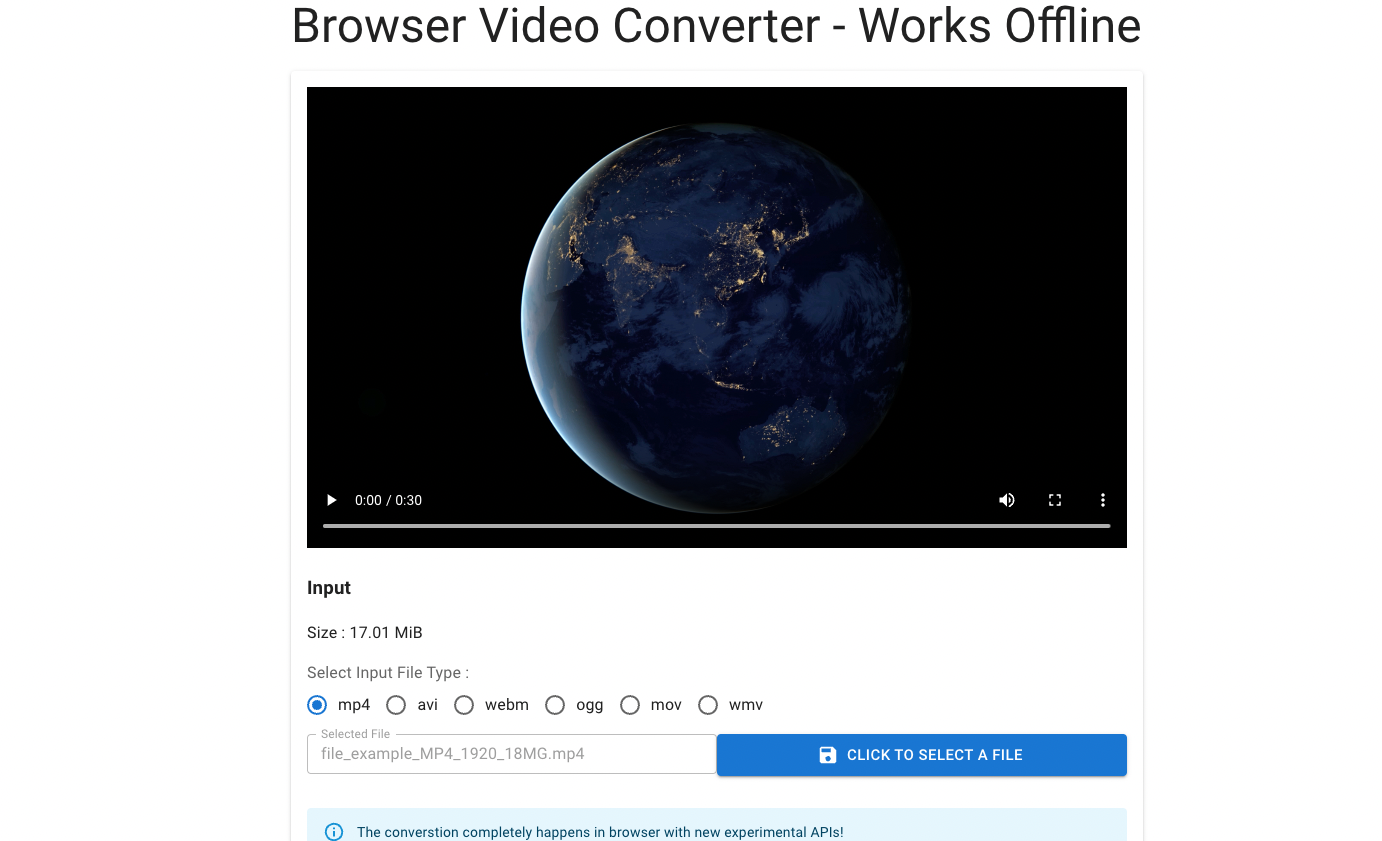 Browser Video Converter - Works Offline
0:00 / 0:30
Input
Size : 17.01 MiB
Select Input File Type :
mp4 avi webm ogg mov wmv
Selected File
file_example_MP4_1920_18MG.mp4
CLICK TO SELECT A FILE
The converstion completely happens in browser with new experimental APIs!